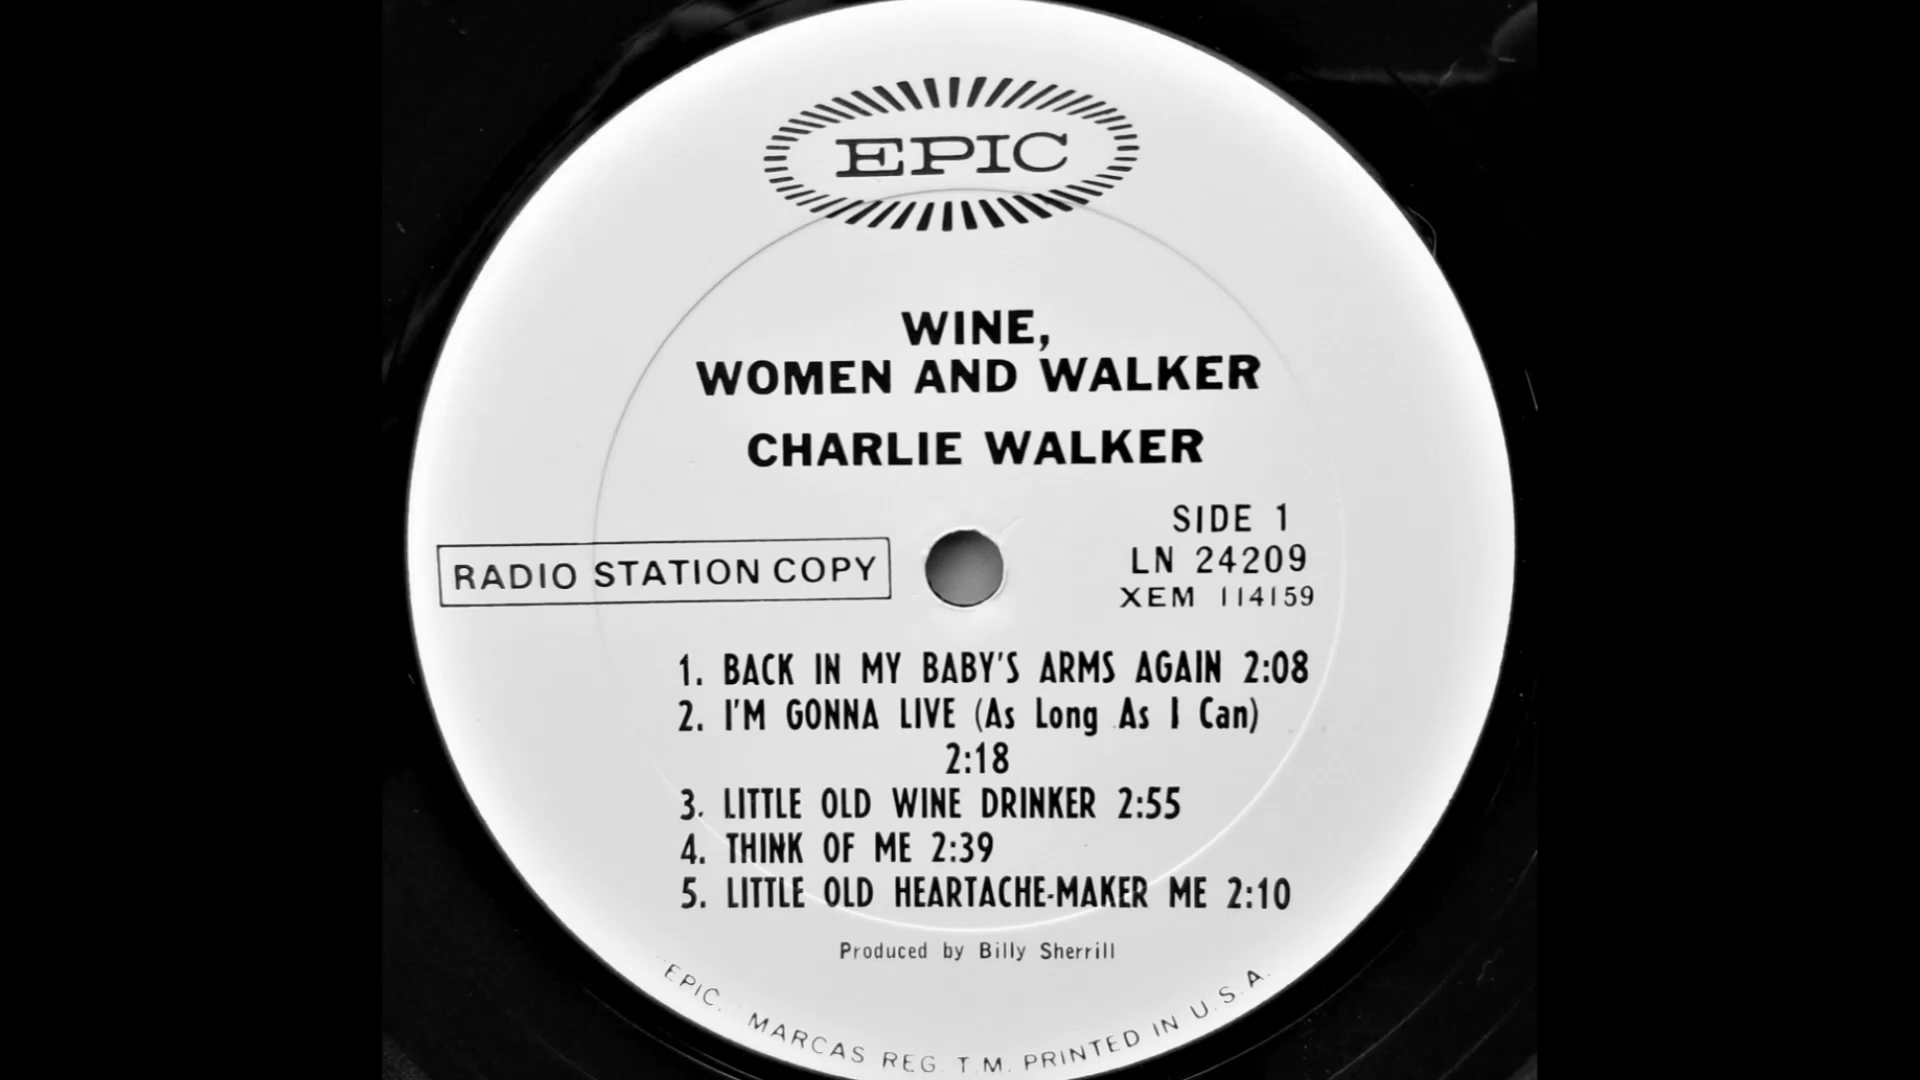 EPIC
WINE,
WOMEN AND WALKER
CHARLIE WALKER
SIDE 1
LN 24209
XEM 114159
RADIO STATION COPY
1. BACK IN MY BABY'S ARMS AGAIN 2:08
2. I'M GONNA LIVE (As Long As I Can)
2:18
3. LITTLE OLD WINE DRINKER 2:55
4. THINK OF ME 2:39
5. LITTLE OLD HEARTACHE-MAKER ME 2:10
Produced by Billy Sherrill
"EPIC," MARCAS REG. T.M. PRINTED IN U.S.A.